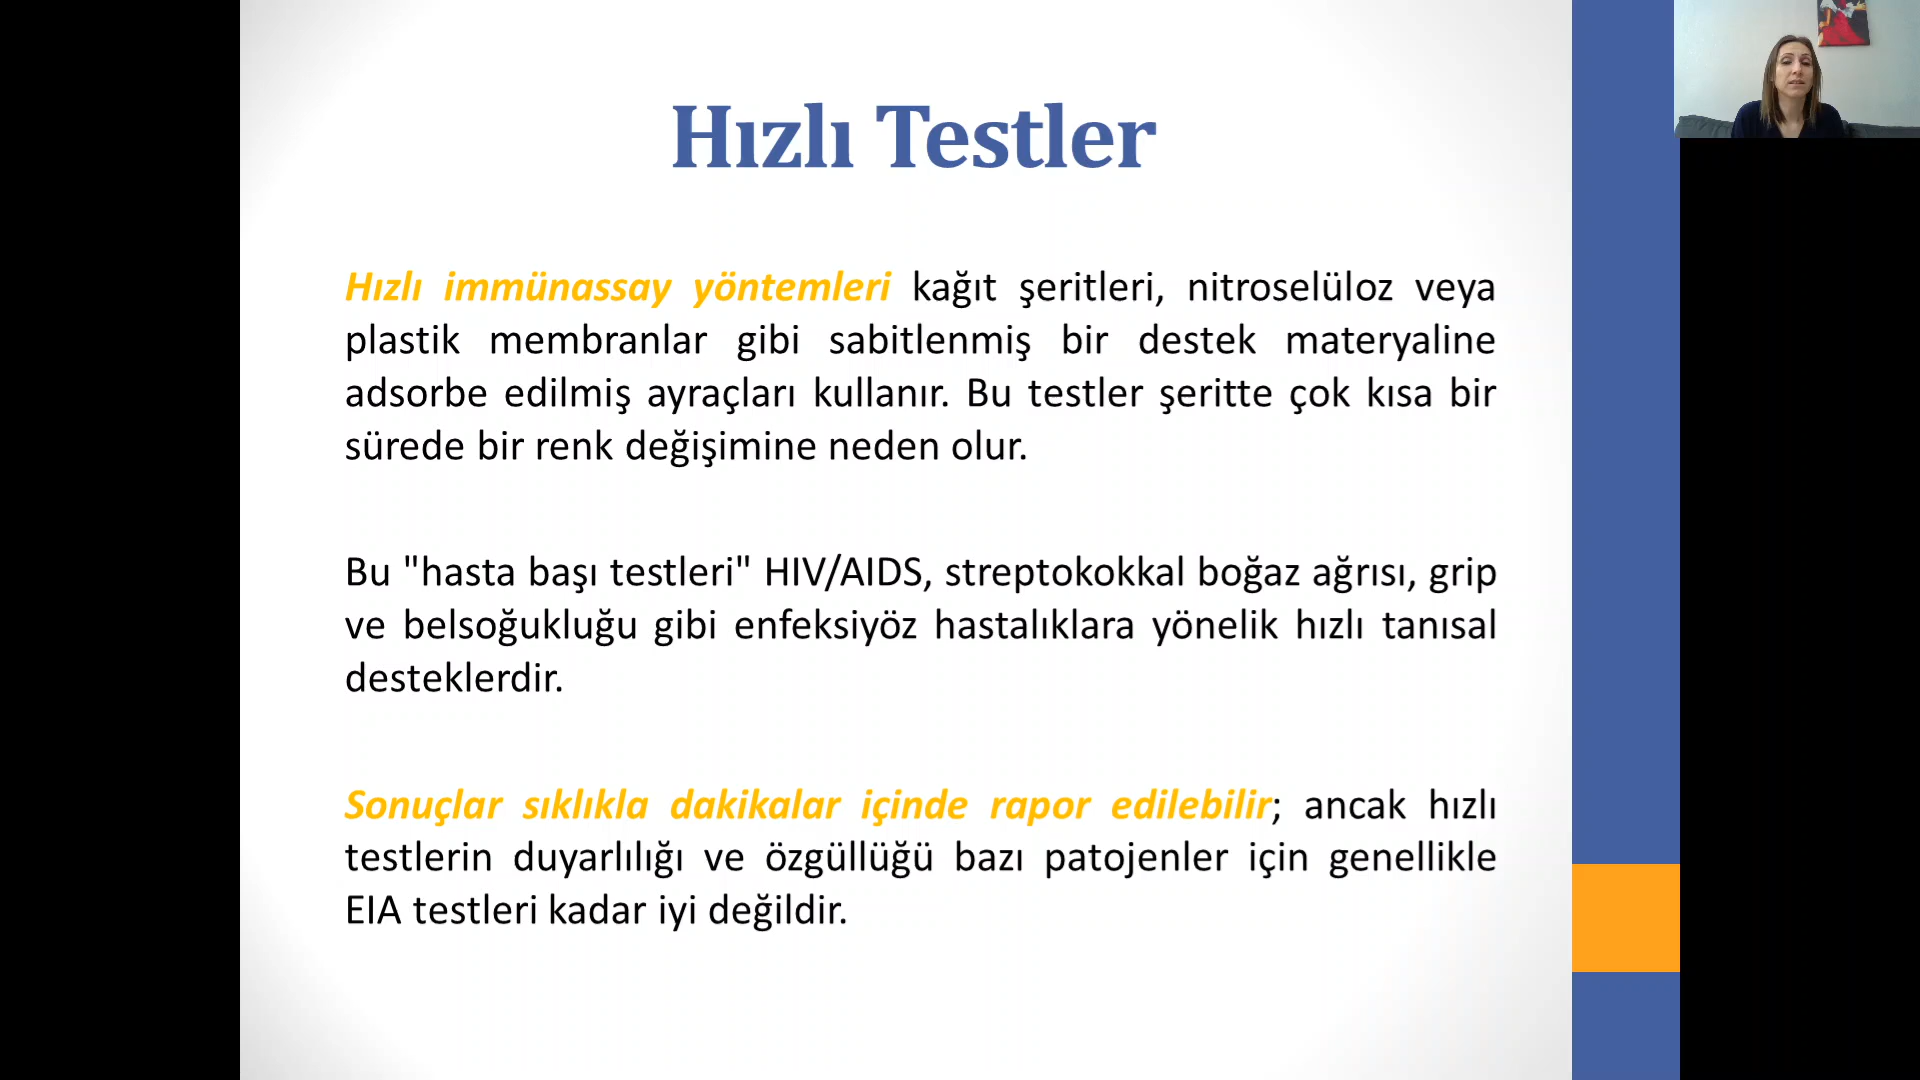 Hızlı Testler
Hızlı immünassay yöntemleri kağıt şeritleri, nitroselüloz veya
plastik membranlar gibi sabitlenmiş bir destek materyaline
adsorbe edilmiş ayraçları kullanır. Bu testler şeritte çok kısa bir
sürede bir renk değişimine neden olur.
Bu "hasta başı testleri" HIV/AIDS, streptokokkal boğaz ağrısı, grip
ve belsoğukluğu gibi enfeksiyöz hastalıklara yönelik hızlı tanısal
desteklerdir.
Sonuçlar sıklıkla dakikalar içinde rapor edilebilir; ancak hızlı
testlerin duyarlılığı ve özgüllüğü bazı patojenler için genellikle
EIA testleri kadar iyi değildir.